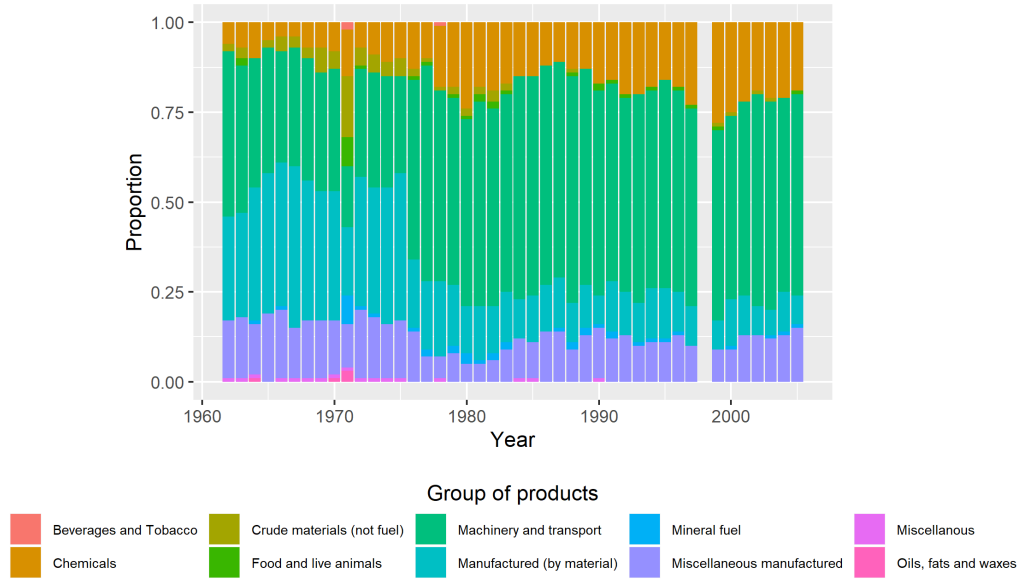 1.00
0.75
0.50
0.25
0.00
Proportion
1960 1970 1980 1990 2000
Year
Group of products
Beverages and Tobacco Crude materials (not fuel) Machinery and transport Mineral fuel Miscellanous
Chemicals Food and live animals Manufactured (by material) Miscellaneous manufactured Oils, fats and waxes